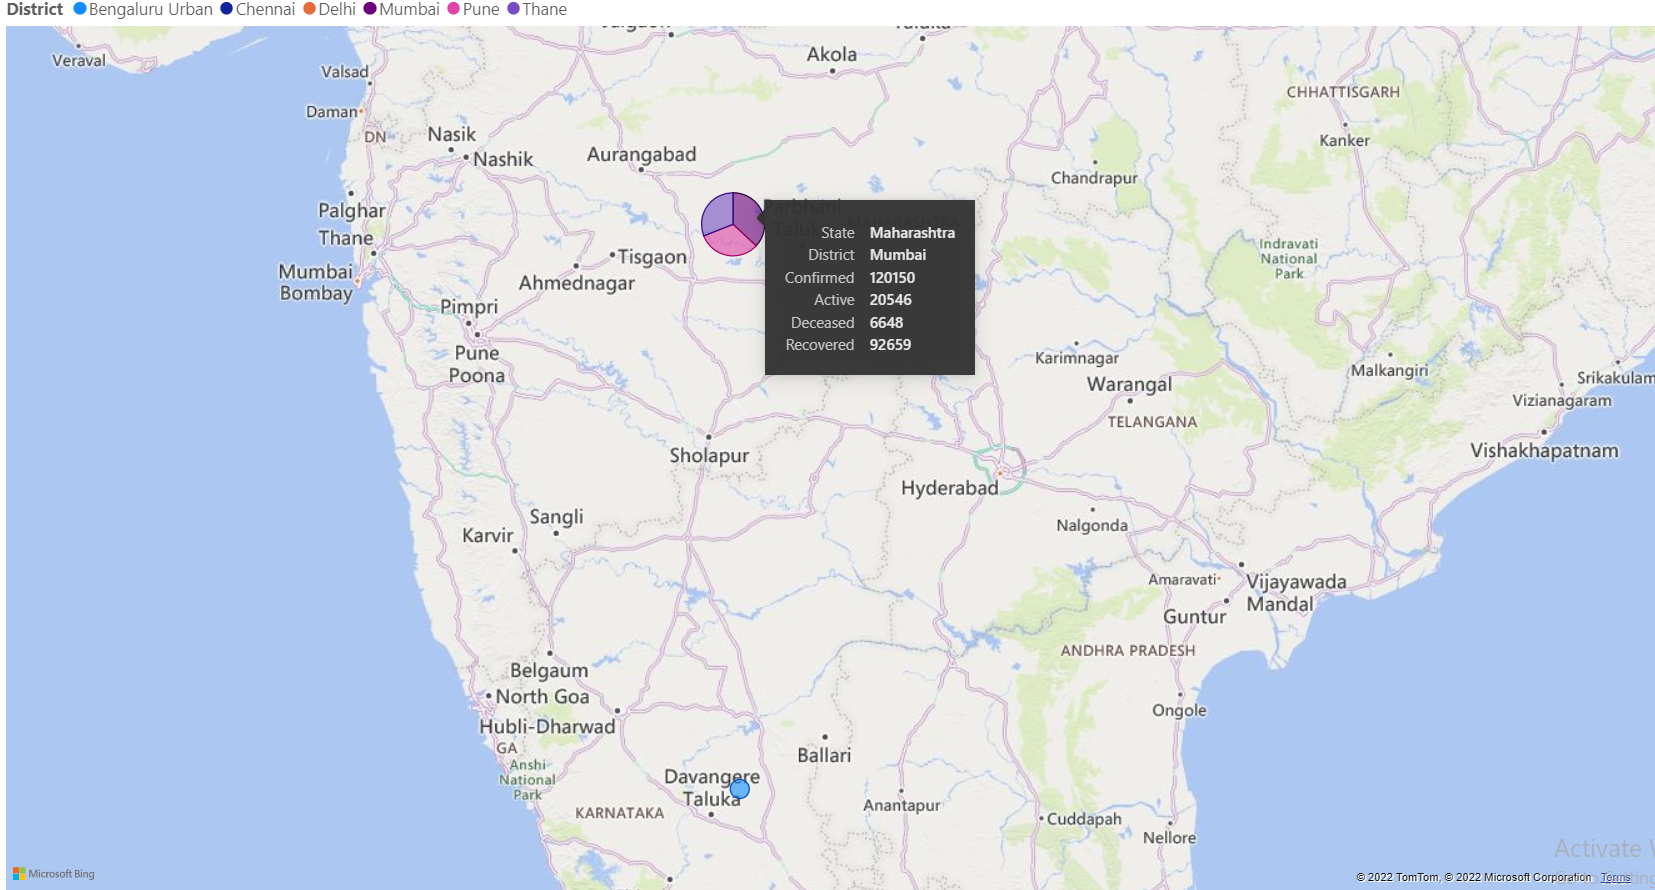 District Bengaluru Urban Chennai Delhi Mumbai Pune Thane
Veraval
Akola
Valsad
Daman
DN
Nasik
Nashik
Aurangabad
CHHATTISGARH
Kanker
Chandrapur
Palghar
Thane
Mumbai
Bombay
Tisgaon
Ahmednagar
Parbhani
Taluka
MAHARASHTRA
State Maharashtra
District Mumbai
Confirmed 120150
Active 20546
Deceased 6648
Recovered 92659
Indravati
National
Park
Pimpri
Pune
Poona
Karimnagar
Warangal
TELANGANA
Malkangiri
Srikakulam
Vizianagaram
Vishakhapatnam
Sholapur
Hyderabad
Sangli
Karvir
Nalgonda
Amaravati
Vijayawada
Mandal
Guntur
ANDHRA PRADESH
Belgaum
North Goa
Hubli-Dharwad
GA
Anshi
National
Park
Ongole
Ballari
Davangere
Taluka
KARNATAKA
Anantapur
Cuddapah
Nellore
Activate
Microsoft Bing
© 2022 TomTom, © 2022 Microsoft Corporation Terms